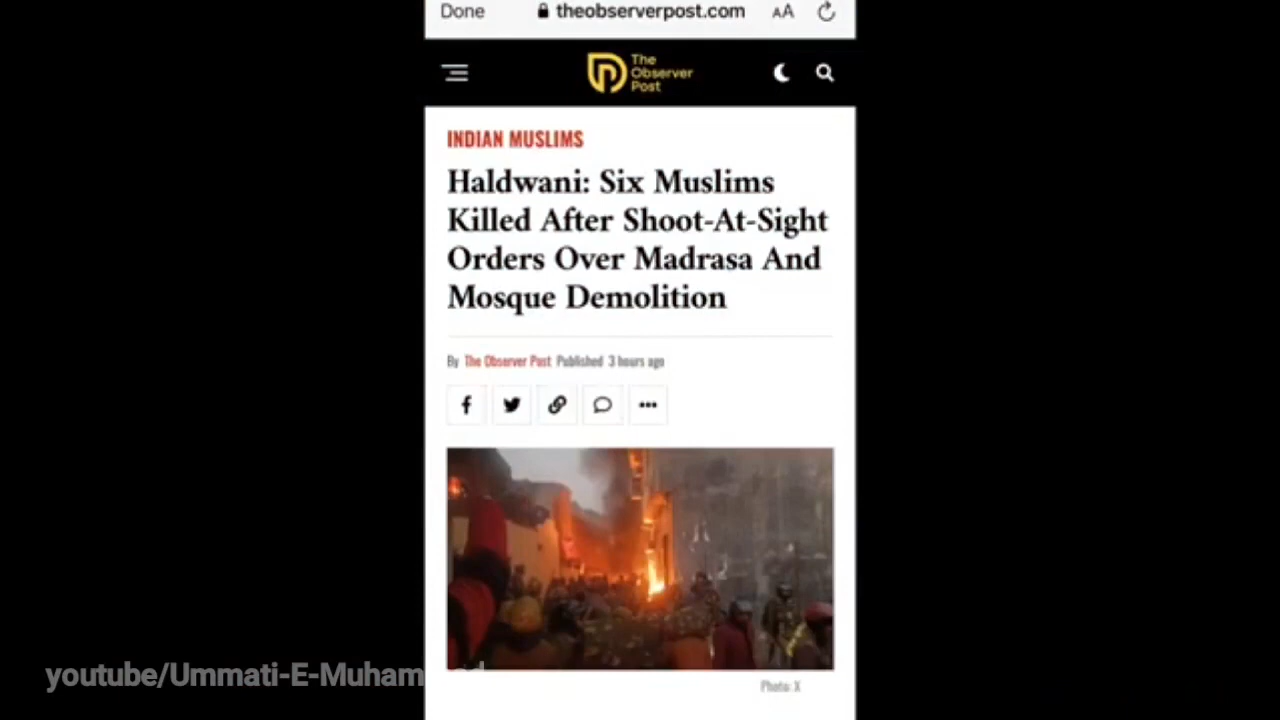 Done theobserverpost.com AA
The
Observer
Post
INDIAN MUSLIMS
Haldwani: Six Muslims
Killed After Shoot-At-Sight
Orders Over Madrasa And
Mosque Demolition
By The Observer Post Published 3 hours ago
youtube/Ummati-E-Muhammad
Photo: X